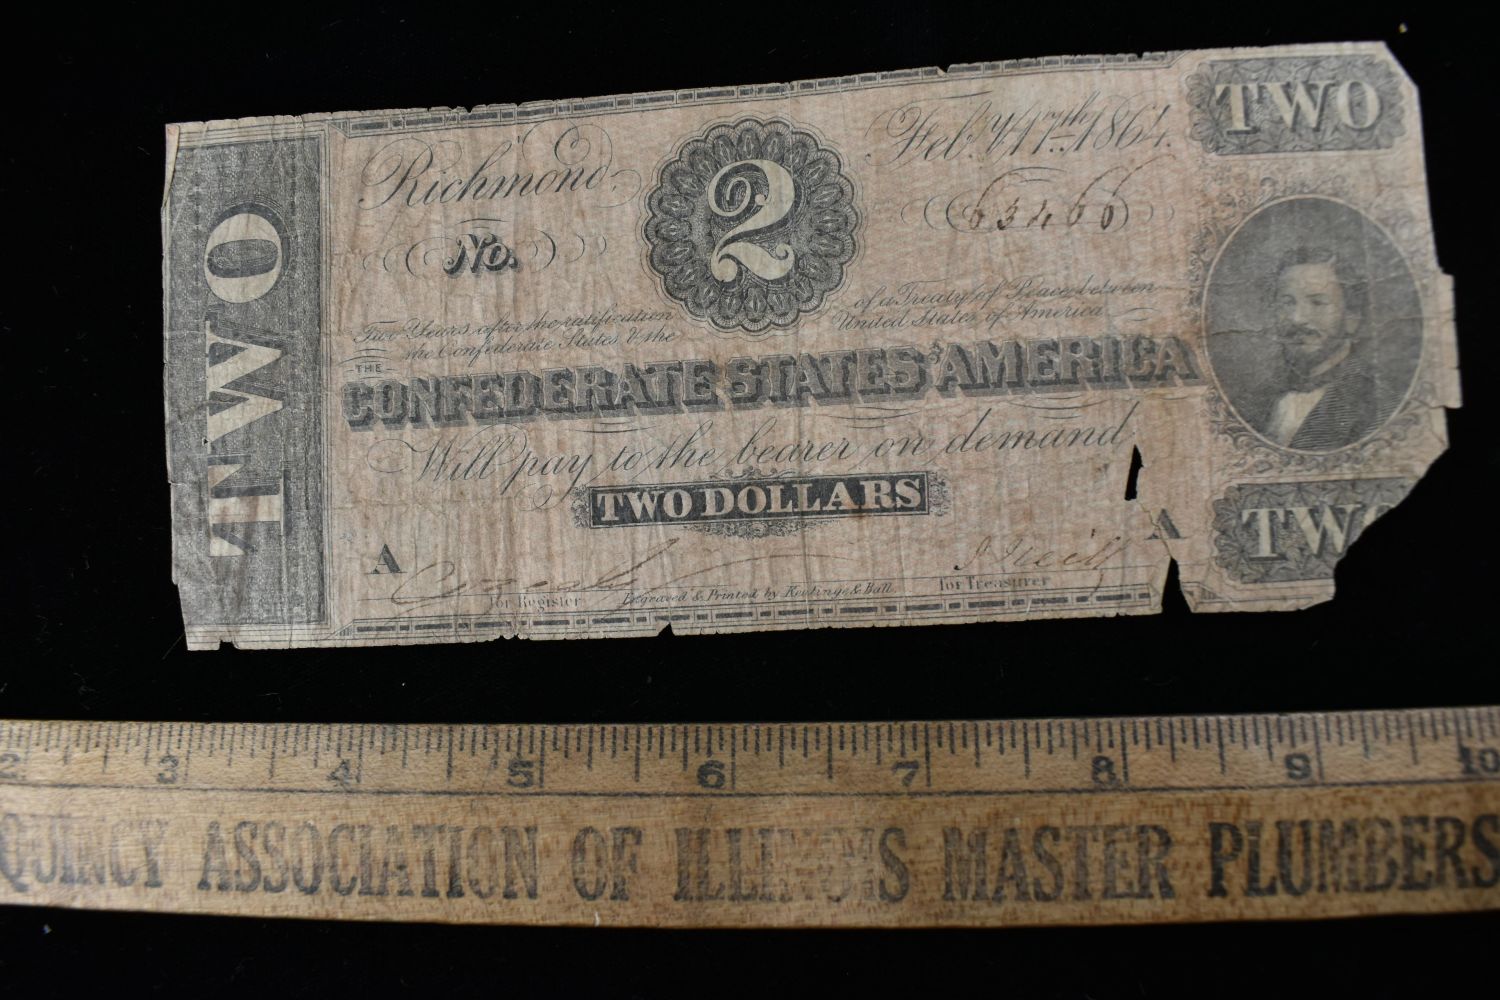 TWO
Richmond
2
Feb.y 17th 1864.
TWO
No.
63466
Two Years after the ratification of a Treaty of Peace between
the Confederate States & the United States of America
THE
CONFEDERATE STATES OF AMERICA
Will pay to the bearer on demand
TWO DOLLARS
A
A
TWO
for Register
Engraved & Printed by Keatinge & Ball.
for Treasurer
2 3 4 5 6 7 8 9 10
QUINCY ASSOCIATION OF ILLINOIS MASTER PLUMBERS